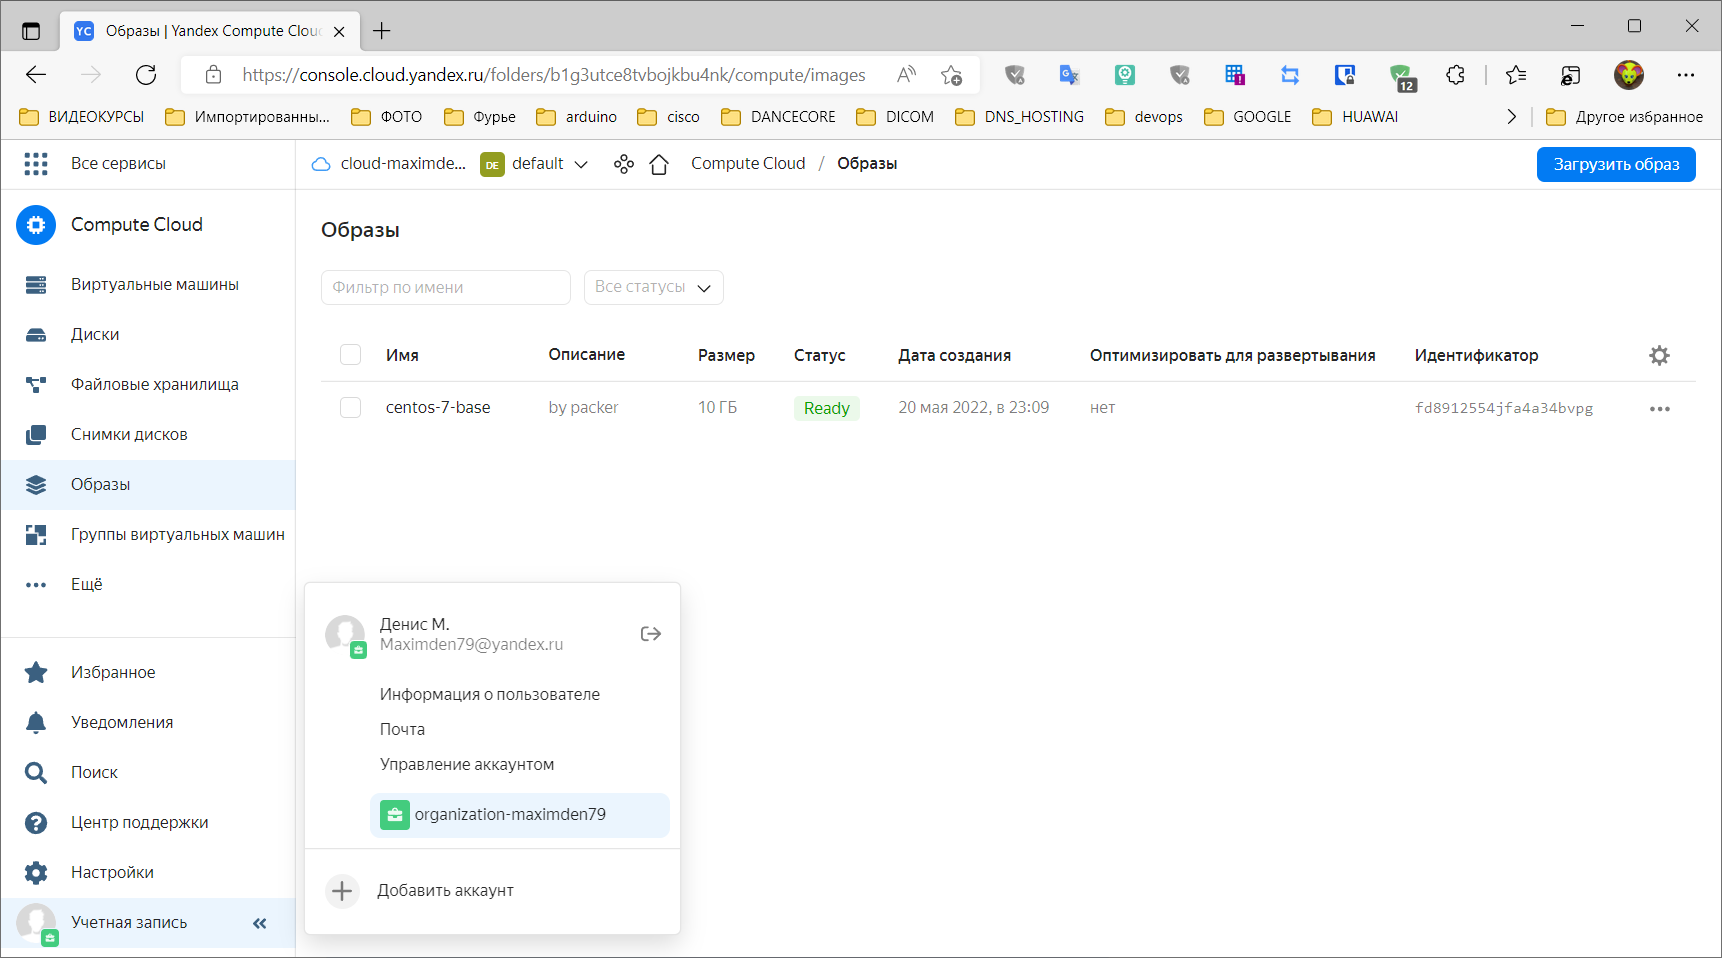 YC Образы | Yandex Compute Clou
https://console.cloud.yandex.ru/folders/b1g3utce8tvbojkbu4nk/compute/images
12
ВИДЕОКУРСЫ Импортированны... ФОТО Фурье arduino cisco DANCECORE DICOM DNS_HOSTING devops GOOGLE HUAWAI Другое избранное
Все сервисы cloud-maximde... DE default Compute Cloud / Образы Загрузить образ
Compute Cloud
Образы
Виртуальные машины
Фильтр по имени Все статусы
Диски
Имя Описание Размер Статус Дата создания Оптимизировать для развертывания Идентификатор
Файловые хранилища
centos-7-base by packer 10 ГБ Ready 20 мая 2022, в 23:09 нет fd8912554jfa4a34bvpg
Снимки дисков
Образы
Группы виртуальных машин
Ещё
Денис М.
Maximden79@yandex.ru
Информация о пользователе
Почта
Управление аккаунтом
organization-maximden79
Добавить аккаунт
Избранное
Уведомления
Поиск
Центр поддержки
Настройки
Учетная запись